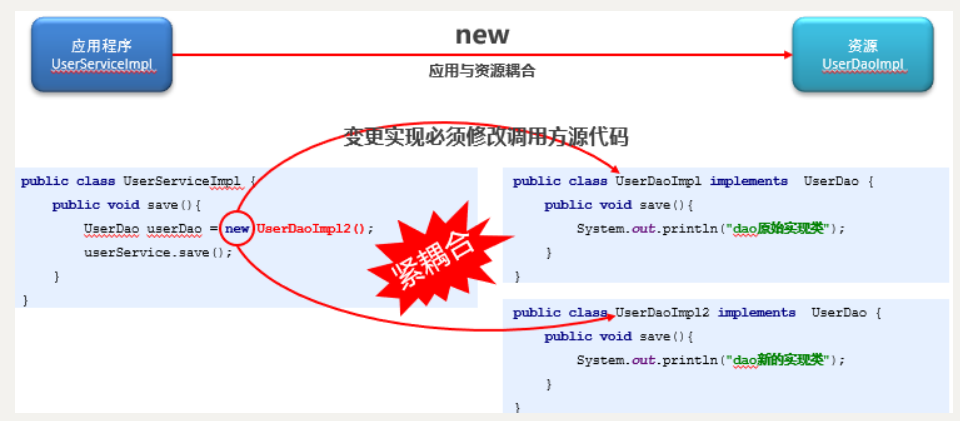 应用程序
UserServiceImpl
new
应用与资源耦合
资源
UserDaoImpl
变更实现必须修改调用方源代码
public class UserServiceImpl {
public void save(){
UserDao userDao = new UserDaoImpl2();
userService.save();
}
}
紧耦合
public class UserDaoImpl implements UserDao {
public void save(){
System.out.println("dao原始实现类");
}
}
public class UserDaoImpl2 implements UserDao {
public void save(){
System.out.println("dao新的实现类");
}
}